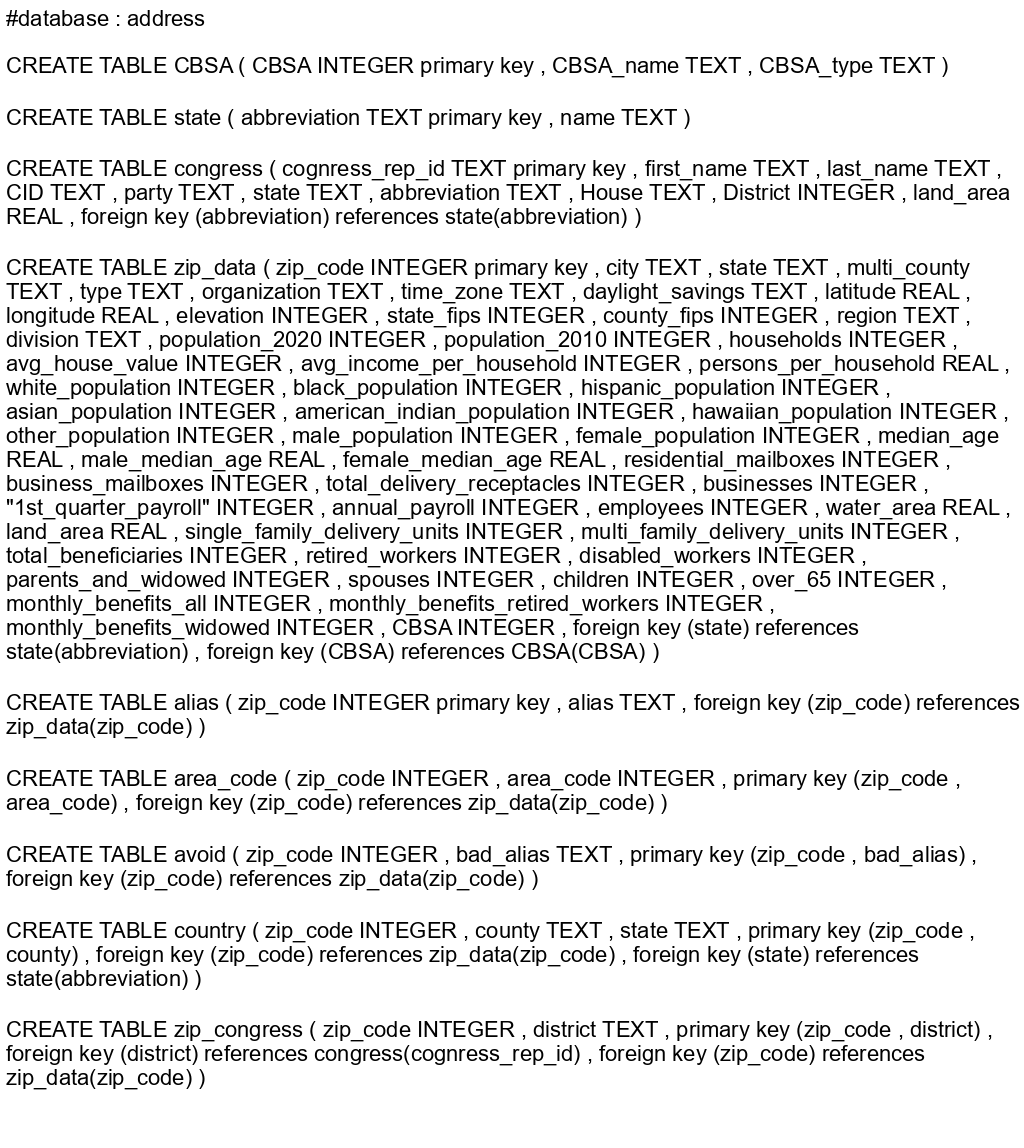 #database : address
CREATE TABLE CBSA ( CBSA INTEGER primary key , CBSA_name TEXT , CBSA_type TEXT )
CREATE TABLE state ( abbreviation TEXT primary key , name TEXT )
CREATE TABLE congress ( cognress_rep_id TEXT primary key , first_name TEXT , last_name TEXT ,
CID TEXT , party TEXT , state TEXT , abbreviation TEXT , House TEXT , District INTEGER , land_area
REAL , foreign key (abbreviation) references state(abbreviation) )
CREATE TABLE zip_data ( zip_code INTEGER primary key , city TEXT , state TEXT , multi_county
TEXT , type TEXT , organization TEXT , time_zone TEXT , daylight_savings TEXT , latitude REAL ,
longitude REAL , elevation INTEGER , state_fips INTEGER , county_fips INTEGER , region TEXT ,
division TEXT , population_2020 INTEGER , population_2010 INTEGER , households INTEGER ,
avg_house_value INTEGER , avg_income_per_household INTEGER , persons_per_household REAL ,
white_population INTEGER , black_population INTEGER , hispanic_population INTEGER ,
asian_population INTEGER , american_indian_population INTEGER , hawaiian_population INTEGER ,
other_population INTEGER , male_population INTEGER , female_population INTEGER , median_age
REAL , male_median_age REAL , female_median_age REAL , residential_mailboxes INTEGER ,
business_mailboxes INTEGER , total_delivery_receptacles INTEGER , businesses INTEGER ,
"1st_quarter_payroll" INTEGER , annual_payroll INTEGER , employees INTEGER , water_area REAL ,
land_area REAL , single_family_delivery_units INTEGER , multi_family_delivery_units INTEGER ,
total_beneficiaries INTEGER , retired_workers INTEGER , disabled_workers INTEGER ,
parents_and_widowed INTEGER , spouses INTEGER , children INTEGER , over_65 INTEGER ,
monthly_benefits_all INTEGER , monthly_benefits_retired_workers INTEGER ,
monthly_benefits_widowed INTEGER , CBSA INTEGER , foreign key (state) references
state(abbreviation) , foreign key (CBSA) references CBSA(CBSA) )
CREATE TABLE alias ( zip_code INTEGER primary key , alias TEXT , foreign key (zip_code) references
zip_data(zip_code) )
CREATE TABLE area_code ( zip_code INTEGER , area_code INTEGER , primary key (zip_code ,
area_code) , foreign key (zip_code) references zip_data(zip_code) )
CREATE TABLE avoid ( zip_code INTEGER , bad_alias TEXT , primary key (zip_code , bad_alias) ,
foreign key (zip_code) references zip_data(zip_code) )
CREATE TABLE country ( zip_code INTEGER , county TEXT , state TEXT , primary key (zip_code ,
county) , foreign key (zip_code) references zip_data(zip_code) , foreign key (state) references
state(abbreviation) )
CREATE TABLE zip_congress ( zip_code INTEGER , district TEXT , primary key (zip_code , district) ,
foreign key (district) references congress(cognress_rep_id) , foreign key (zip_code) references
zip_data(zip_code) )